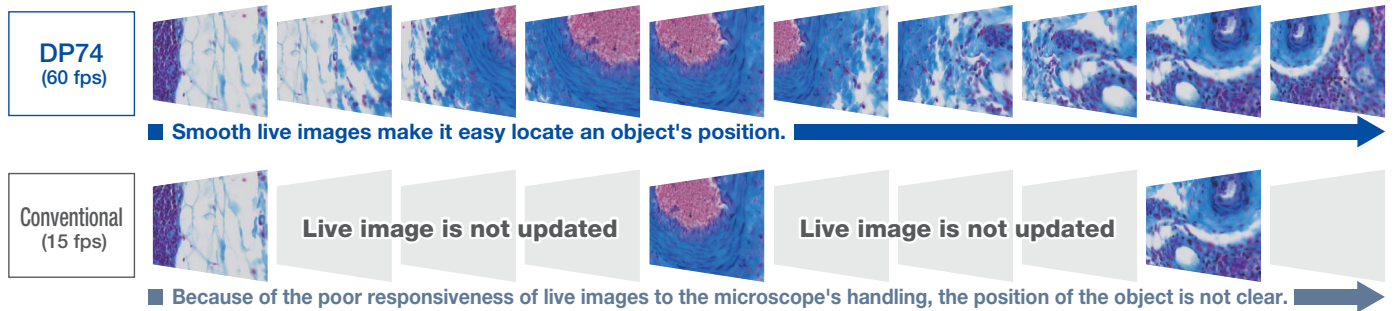 DP74
(60 fps)
Smooth live images make it easy locate an object's position.
Conventional
(15 fps)
Live image is not updated
Live image is not updated
Because of the poor responsiveness of live images to the microscope's handling, the position of the object is not clear.